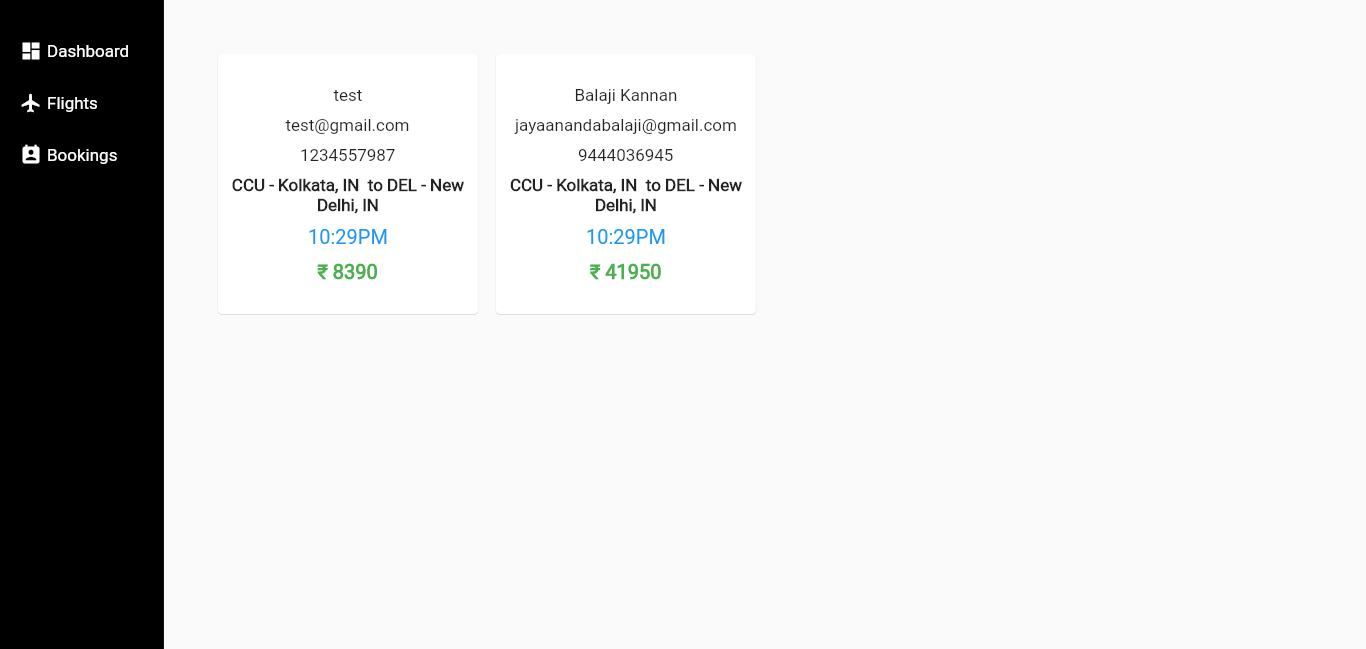 Dashboard
Flights
Bookings
test
test@gmail.com
1234557987
CCU - Kolkata, IN  to DEL - New
Delhi, IN
10:29PM
₹ 8390
Balaji Kannan
jayaanandabalaji@gmail.com
9444036945
CCU - Kolkata, IN  to DEL - New
Delhi, IN
10:29PM
₹ 41950